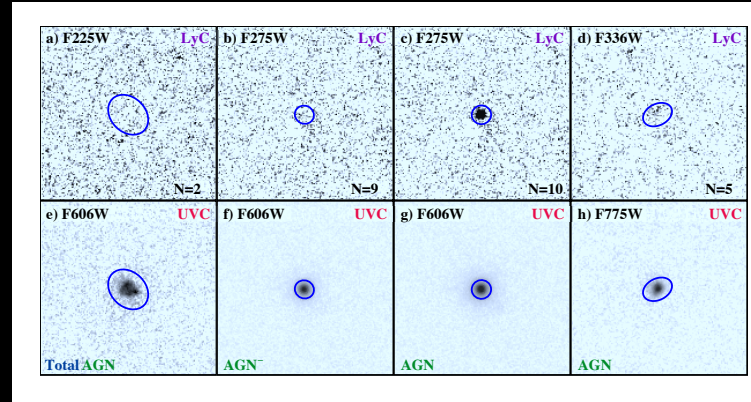 a) F225W LyC
b) F275W LyC
c) F275W LyC
d) F336W LyC
N=2
N=9
N=10
N=5
e) F606W UVC
f) F606W UVC
g) F606W UVC
h) F775W UVC
Total AGN
AGN⁻
AGN
AGN